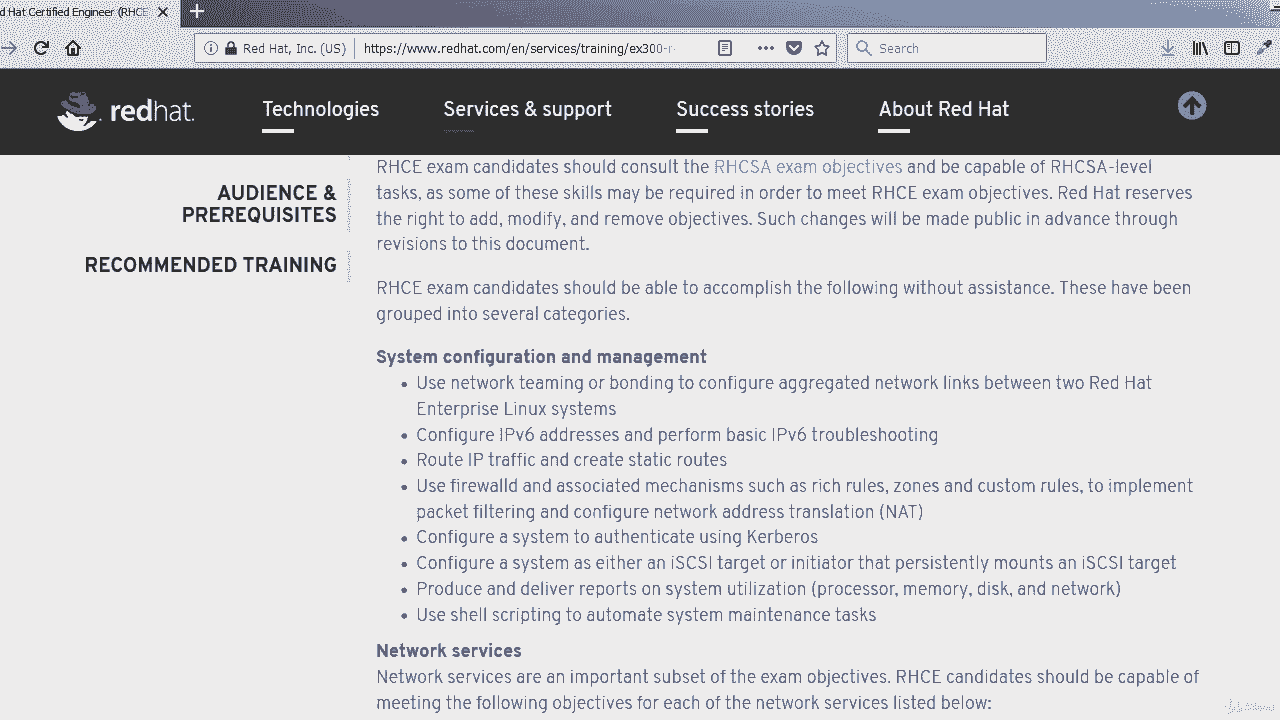 ed Hat Certified Engineer (RHCE
Red Hat, Inc. (US)
https://www.redhat.com/en/services/training/ex300-r
Search
redhat.
Technologies
Services & support
Success stories
About Red Hat
AUDIENCE &
PREREQUISITES
RECOMMENDED TRAINING
RHCE exam candidates should consult the RHCSA exam objectives and be capable of RHCSA-level
tasks, as some of these skills may be required in order to meet RHCE exam objectives. Red Hat reserves
the right to add, modify, and remove objectives. Such changes will be made public in advance through
revisions to this document.
RHCE exam candidates should be able to accomplish the following without assistance. These have been
grouped into several categories.
System configuration and management
• Use network teaming or bonding to configure aggregated network links between two Red Hat
Enterprise Linux systems
• Configure IPv6 addresses and perform basic IPv6 troubleshooting
• Route IP traffic and create static routes
• Use firewalld and associated mechanisms such as rich rules, zones and custom rules, to implement
packet filtering and configure network address translation (NAT)
• Configure a system to authenticate using Kerberos
• Configure a system as either an iSCSI target or initiator that persistently mounts an iSCSI target
• Produce and deliver reports on system utilization (processor, memory, disk, and network)
• Use shell scripting to automate system maintenance tasks
Network services
Network services are an important subset of the exam objectives. RHCE candidates should be capable of
meeting the following objectives for each of the network services listed below: